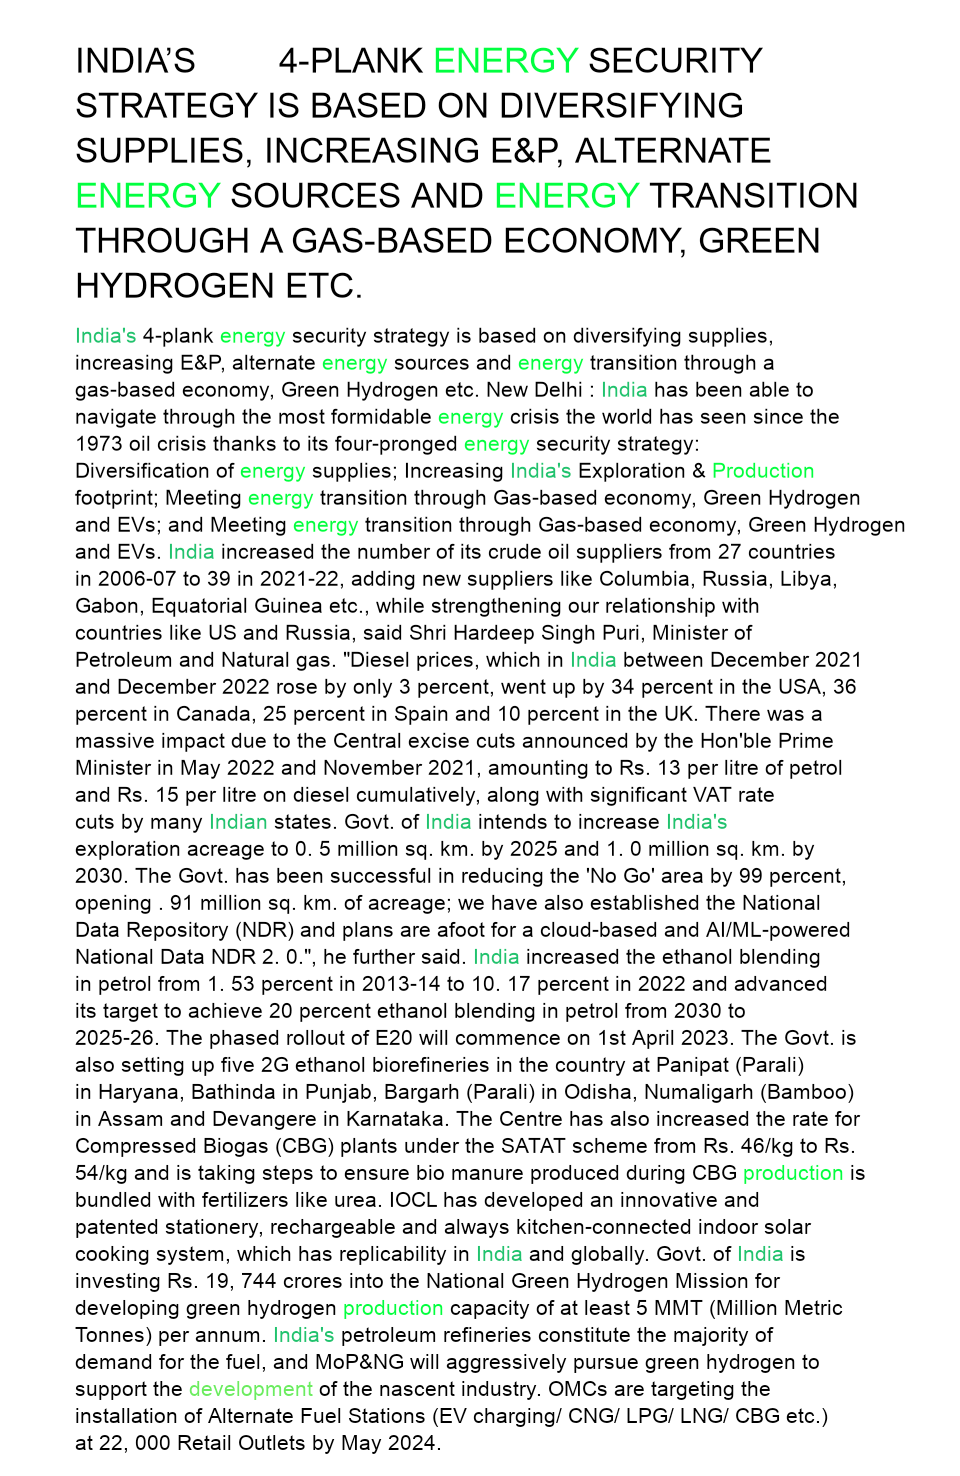 INDIA’S 4-PLANK ENERGY SECURITY
STRATEGY IS BASED ON DIVERSIFYING
SUPPLIES, INCREASING E&P, ALTERNATE
ENERGY SOURCES AND ENERGY TRANSITION
THROUGH A GAS-BASED ECONOMY, GREEN
HYDROGEN ETC.
India's 4-plank energy security strategy is based on diversifying supplies,
increasing E&P, alternate energy sources and energy transition through a
gas-based economy, Green Hydrogen etc. New Delhi : India has been able to
navigate through the most formidable energy crisis the world has seen since the
1973 oil crisis thanks to its four-pronged energy security strategy:
Diversification of energy supplies; Increasing India's Exploration & Production
footprint; Meeting energy transition through Gas-based economy, Green Hydrogen
and EVs; and Meeting energy transition through Gas-based economy, Green Hydrogen
and EVs. India increased the number of its crude oil suppliers from 27 countries
in 2006-07 to 39 in 2021-22, adding new suppliers like Columbia, Russia, Libya,
Gabon, Equatorial Guinea etc., while strengthening our relationship with
countries like US and Russia, said Shri Hardeep Singh Puri, Minister of
Petroleum and Natural gas. "Diesel prices, which in India between December 2021
and December 2022 rose by only 3 percent, went up by 34 percent in the USA, 36
percent in Canada, 25 percent in Spain and 10 percent in the UK. There was a
massive impact due to the Central excise cuts announced by the Hon'ble Prime
Minister in May 2022 and November 2021, amounting to Rs. 13 per litre of petrol
and Rs. 15 per litre on diesel cumulatively, along with significant VAT rate
cuts by many Indian states. Govt. of India intends to increase India's
exploration acreage to 0. 5 million sq. km. by 2025 and 1. 0 million sq. km. by
2030. The Govt. has been successful in reducing the 'No Go' area by 99 percent,
opening . 91 million sq. km. of acreage; we have also established the National
Data Repository (NDR) and plans are afoot for a cloud-based and AI/ML-powered
National Data NDR 2. 0.", he further said. India increased the ethanol blending
in petrol from 1. 53 percent in 2013-14 to 10. 17 percent in 2022 and advanced
its target to achieve 20 percent ethanol blending in petrol from 2030 to
2025-26. The phased rollout of E20 will commence on 1st April 2023. The Govt. is
also setting up five 2G ethanol biorefineries in the country at Panipat (Parali)
in Haryana, Bathinda in Punjab, Bargarh (Parali) in Odisha, Numaligarh (Bamboo)
in Assam and Devangere in Karnataka. The Centre has also increased the rate for
Compressed Biogas (CBG) plants under the SATAT scheme from Rs. 46/kg to Rs.
54/kg and is taking steps to ensure bio manure produced during CBG production is
bundled with fertilizers like urea. IOCL has developed an innovative and
patented stationery, rechargeable and always kitchen-connected indoor solar
cooking system, which has replicability in India and globally. Govt. of India is
investing Rs. 19, 744 crores into the National Green Hydrogen Mission for
developing green hydrogen production capacity of at least 5 MMT (Million Metric
Tonnes) per annum. India's petroleum refineries constitute the majority of
demand for the fuel, and MoP&NG will aggressively pursue green hydrogen to
support the development of the nascent industry. OMCs are targeting the
installation of Alternate Fuel Stations (EV charging/ CNG/ LPG/ LNG/ CBG etc.)
at 22, 000 Retail Outlets by May 2024.